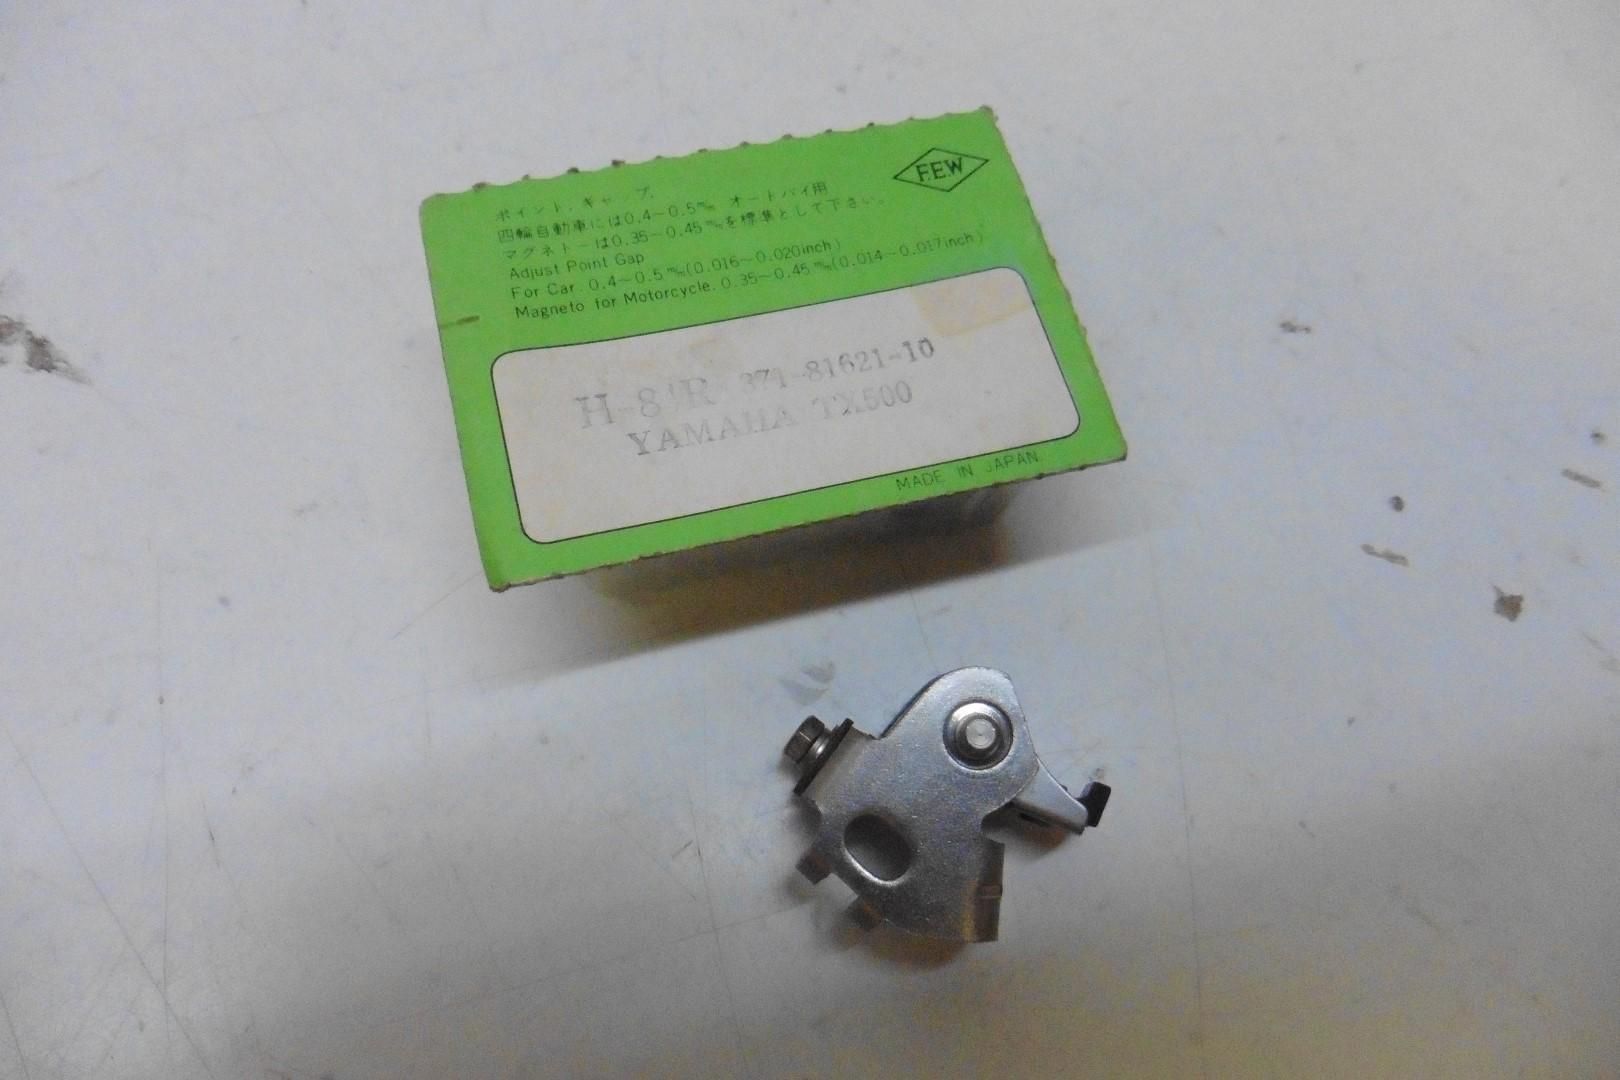 F.E.W
ポイント.ギャップ.
四輪自動車には0.4~0.5㎜ オートバイ用
マグネトーは0.35~0.45㎜を標準として下さい。
Adjust Point Gap
For Car. 0.4~0.5㎜(0.016~0.020inch)
Magneto for Motorcycle. 0.35~0.45㎜(0.014~0.017inch)
371-81621-10
YAMAHA TX500
MADE IN JAPAN.